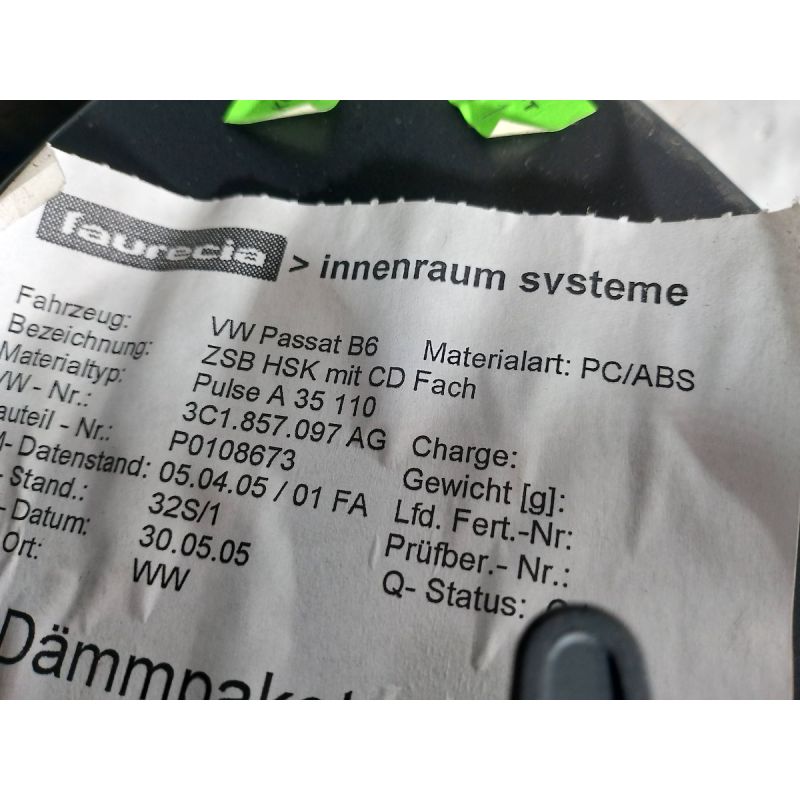 faurecia > innenraum systeme
Fahrzeug: VW Passat B6 Materialart: PC/ABS
Bezeichnung: ZSB HSK mit CD Fach
Materialtyp: Pulse A 35 110
VW - Nr.: 3C1.857.097 AG Charge:
auteil - Nr.: P0108673 Gewicht [g]:
- Datenstand: 05.04.05 / 01 FA Lfd. Fert.-Nr:
- Stand.: 32S/1 Prüfber.- Nr.:
- Datum: 30.05.05 Q- Status:
Ort: WW
Dämmpaket